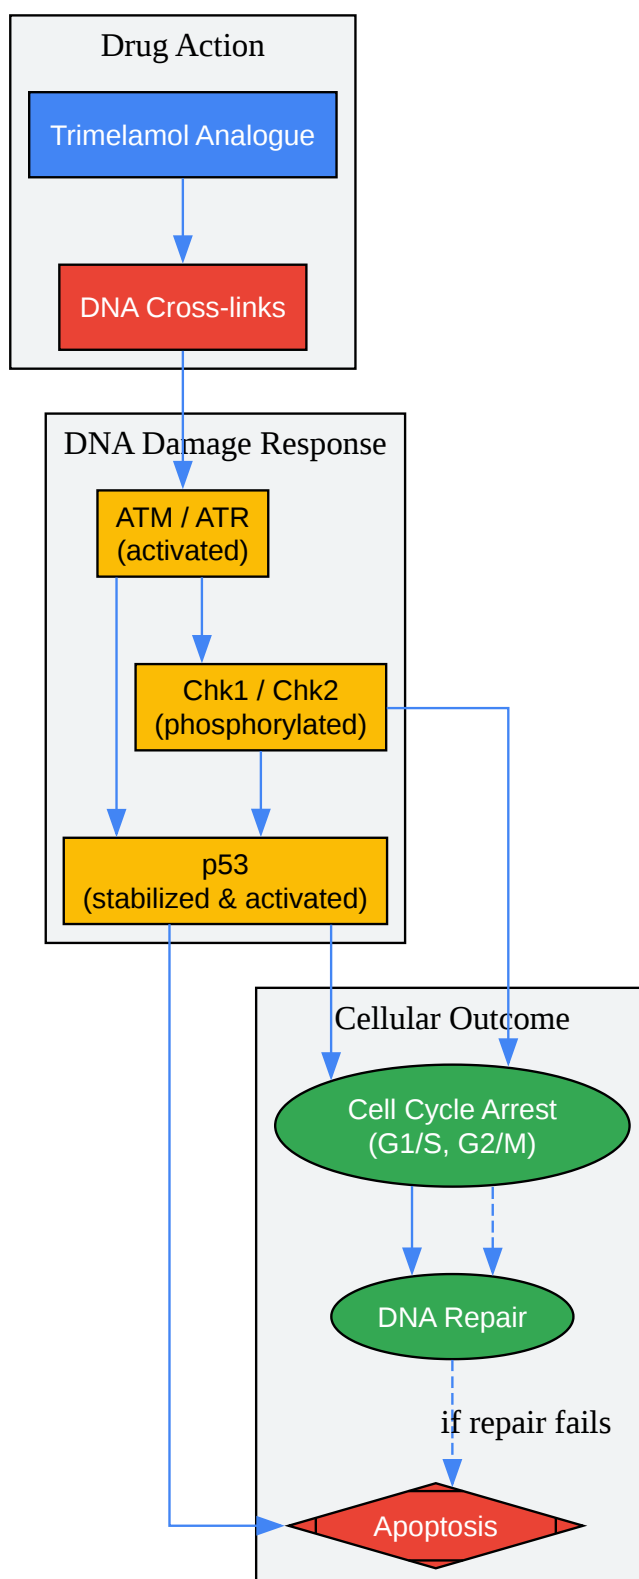 Drug Action
Trimelamol Analogue
DNA Cross-links
DNA Damage Response
ATM / ATR
(activated)
Chk1 / Chk2
(phosphorylated)
p53
(stabilized & activated)
Cellular Outcome
Cell Cycle Arrest
(G1/S, G2/M)
DNA Repair
if repair fails
Apoptosis